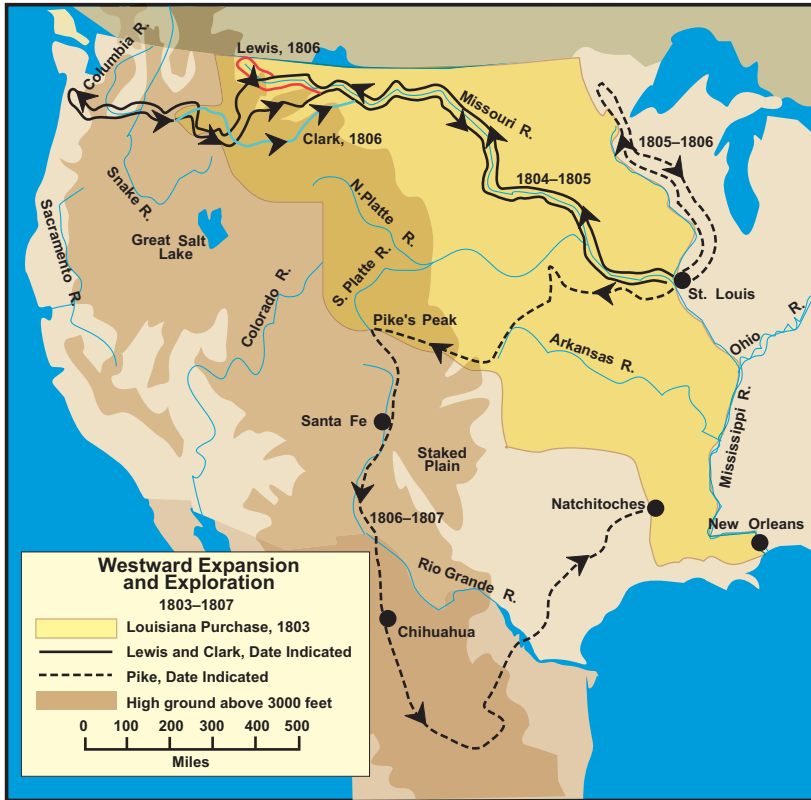 Lewis, 1806
Columbia R.
Missouri R.
Clark, 1806
1805–1806
1804–1805
Snake R.
N. Platte R.
Sacramento R.
Great Salt
Lake
S. Platte R.
St. Louis
Colorado R.
Pike's Peak
Ohio R.
Arkansas R.
Mississippi R.
Santa Fe
Staked
Plain
Natchitoches
1806–1807
New Orleans
Rio Grande R.
Chihuahua
Westward Expansion
and Exploration
1803–1807
Louisiana Purchase, 1803
Lewis and Clark, Date Indicated
Pike, Date Indicated
High ground above 3000 feet
0 100 200 300 400 500
Miles